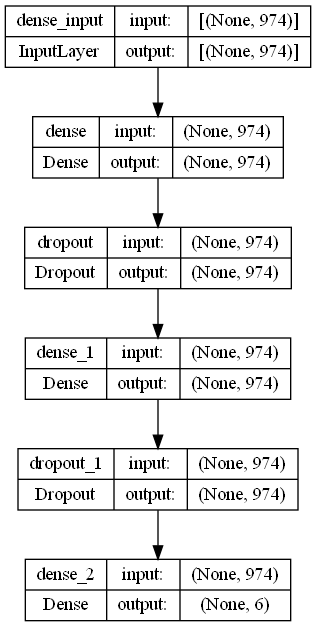 dense_input input: [(None, 974)]
InputLayer output: [(None, 974)]
dense input: (None, 974)
Dense output: (None, 974)
dropout input: (None, 974)
Dropout output: (None, 974)
dense_1 input: (None, 974)
Dense output: (None, 974)
dropout_1 input: (None, 974)
Dropout output: (None, 974)
dense_2 input: (None, 974)
Dense output: (None, 6)